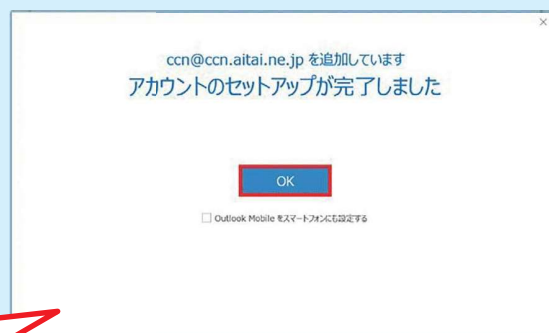 ccn@ccn.aitai.ne.jp を追加しています
アカウントのセットアップが完了しました
OK
Outlook Mobile をスマートフォンにも設定する